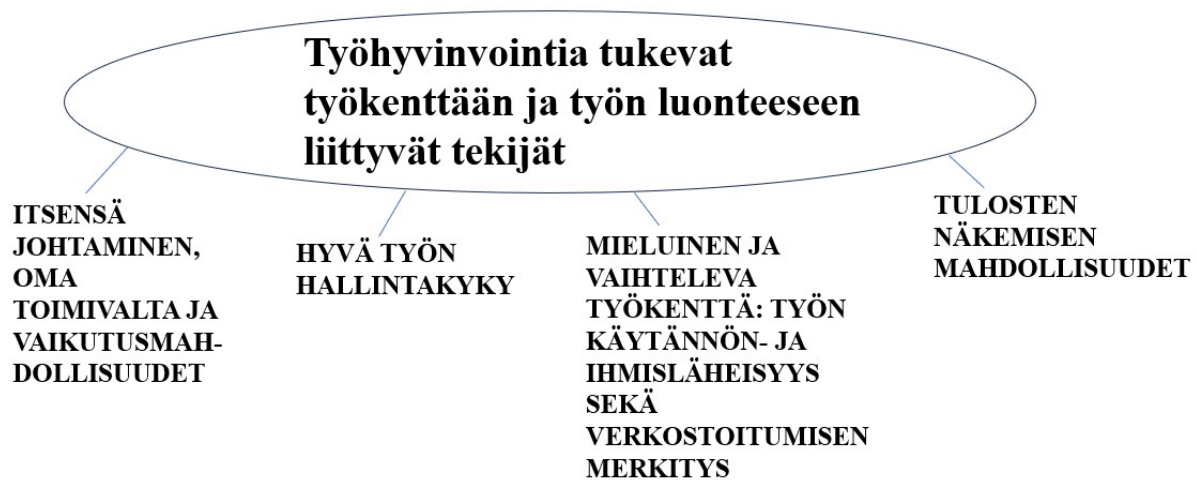 Työhyvinvointia tukevat
työkenttään ja työn luonteeseen
liittyvät tekijät
ITSENSÄ
JOHTAMINEN,
OMA
TOIMIVALTA JA
VAIKUTUSMAH-
DOLLISUUDET
HYVÄ TYÖN
HALLINTAKYKY
MIELUINEN JA
VAIHTELEVA
TYÖKENTTÄ: TYÖN
KÄYTÄNNÖN- JA
IHMISLÄHEISYYS
SEKÄ
VERKOSTOITUMISEN
MERKITYS
TULOSTEN
NÄKEMISEN
MAHDOLLISUUDET